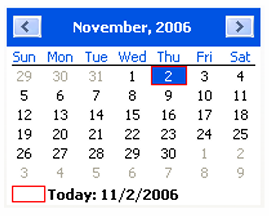 November, 2006
Sun Mon Tue Wed Thu Fri Sat
29 30 31 1 2 3 4
5 6 7 8 9 10 11
12 13 14 15 16 17 18
19 20 21 22 23 24 25
26 27 28 29 30 1 2
3 4 5 6 7 8 9
Today: 11/2/2006